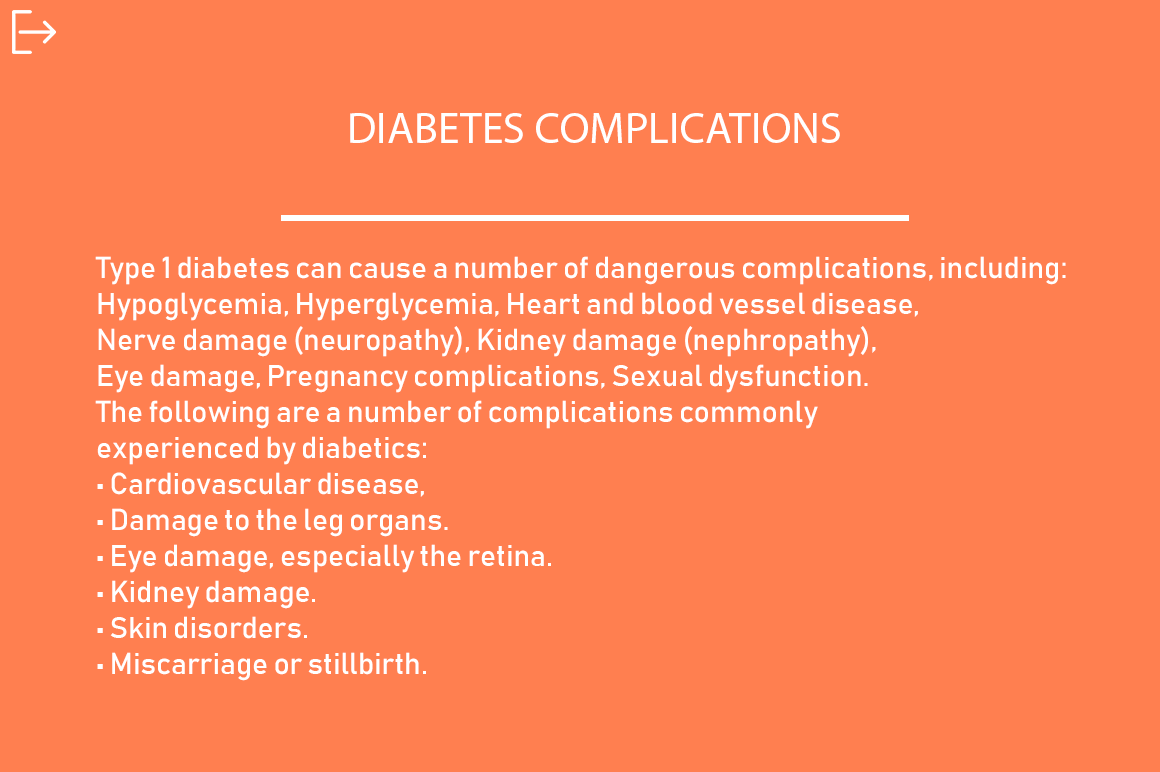 DIABETES COMPLICATIONS
Type 1 diabetes can cause a number of dangerous complications, including:
Hypoglycemia, Hyperglycemia, Heart and blood vessel disease,
Nerve damage (neuropathy), Kidney damage (nephropathy),
Eye damage, Pregnancy complications, Sexual dysfunction.
The following are a number of complications commonly
experienced by diabetics:
• Cardiovascular disease,
• Damage to the leg organs.
• Eye damage, especially the retina.
• Kidney damage.
• Skin disorders.
• Miscarriage or stillbirth.